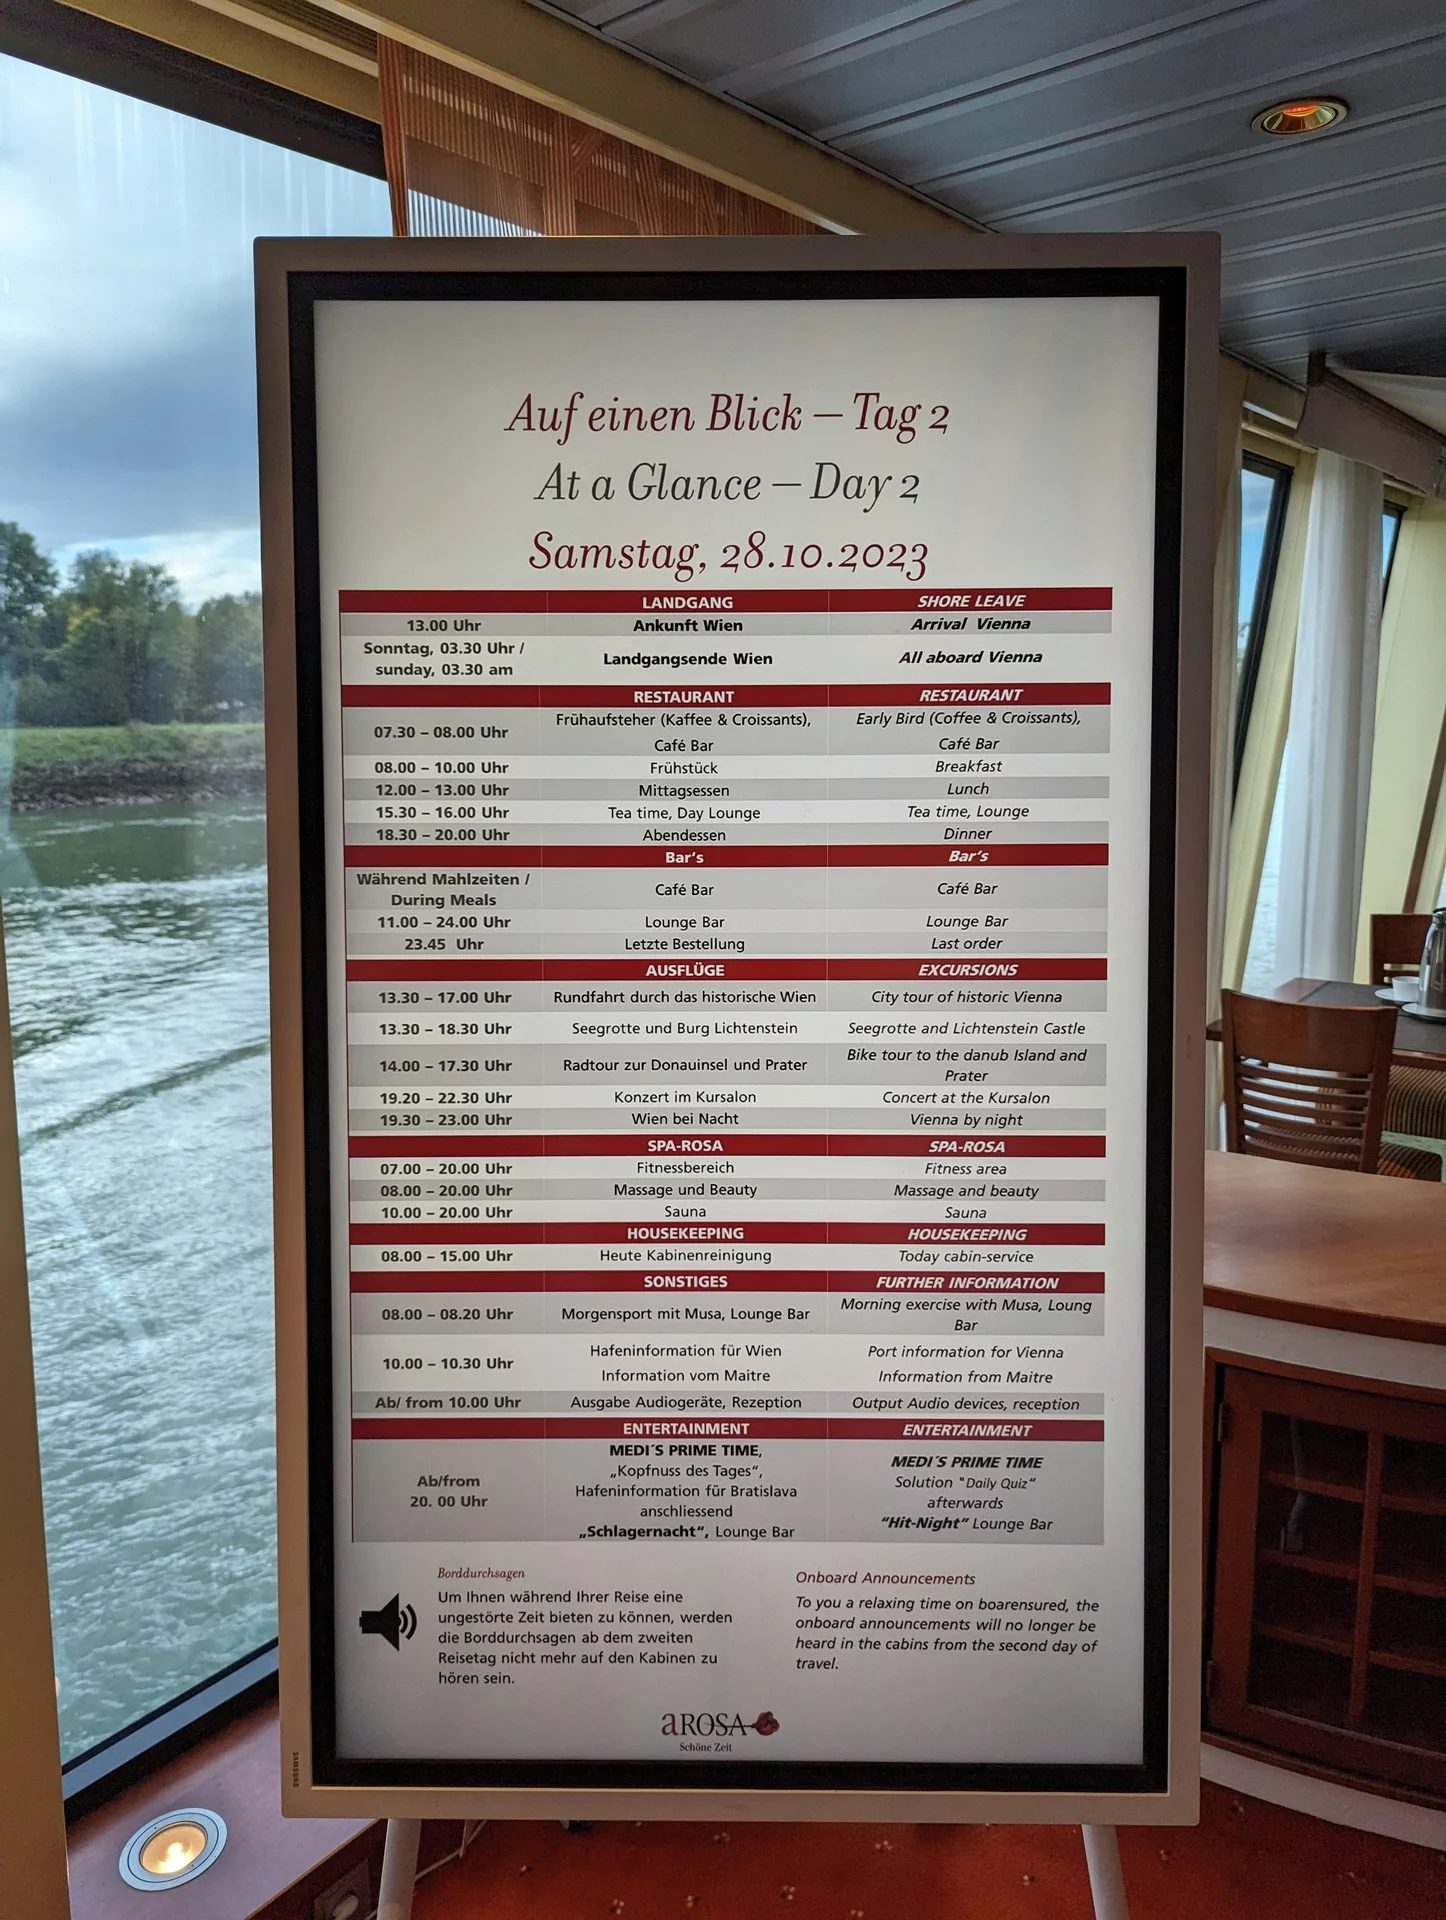 Auf einen Blick – Tag 2
At a Glance – Day 2
Samstag, 28.10.2023
LANDGANG SHORE LEAVE
13.00 Uhr Ankunft Wien Arrival Vienna
Sonntag, 03.30 Uhr /
sunday, 03.30 am
Landgangsende Wien All aboard Vienna
RESTAURANT RESTAURANT
07.30 – 08.00 Uhr
Frühaufsteher (Kaffee & Croissants),
Café Bar
Early Bird (Coffee & Croissants),
Café Bar
08.00 – 10.00 Uhr Frühstück Breakfast
12.00 – 13.00 Uhr Mittagsessen Lunch
15.30 – 16.00 Uhr Tea time, Day Lounge Tea time, Lounge
18.30 – 20.00 Uhr Abendessen Dinner
Bar‘s Bar‘s
Während Mahlzeiten /
During Meals
Café Bar Café Bar
11.00 – 24.00 Uhr Lounge Bar Lounge Bar
23.45 Uhr Letzte Bestellung Last order
AUSFLÜGE EXCURSIONS
13.30 – 17.00 Uhr Rundfahrt durch das historische Wien City tour of historic Vienna
13.30 – 18.30 Uhr Seegrotte und Burg Lichtenstein Seegrotte and Lichtenstein Castle
14.00 – 17.30 Uhr Radtour zur Donauinsel und Prater
Bike tour to the danub Island and
Prater
19.20 – 22.30 Uhr Konzert im Kursalon Concert at the Kursalon
19.30 – 23.00 Uhr Wien bei Nacht Vienna by night
SPA-ROSA SPA-ROSA
07.00 – 20.00 Uhr Fitnessbereich Fitness area
08.00 – 20.00 Uhr Massage und Beauty Massage and beauty
10.00 – 20.00 Uhr Sauna Sauna
HOUSEKEEPING HOUSEKEEPING
08.00 – 15.00 Uhr Heute Kabinenreinigung Today cabin-service
SONSTIGES FURTHER INFORMATION
08.00 – 08.20 Uhr Morgensport mit Musa, Lounge Bar
Morning exercise with Musa, Loung
Bar
10.00 – 10.30 Uhr
Hafeninformation für Wien
Information vom Maitre
Port information for Vienna
Information from Maitre
Ab/ from 10.00 Uhr Ausgabe Audiogeräte, Rezeption Output Audio devices, reception
ENTERTAINMENT ENTERTAINMENT
Ab/from
20. 00 Uhr
MEDI´S PRIME TIME,
„Kopfnuss des Tages“,
Hafeninformation für Bratislava
anschliessend
„Schlagernacht“, Lounge Bar
MEDI´S PRIME TIME
Solution "Daily Quiz“
afterwards
“Hit-Night” Lounge Bar
Borddurchsagen
Um Ihnen während Ihrer Reise eine
ungestörte Zeit bieten zu können, werden
die Borddurchsagen ab dem zweiten
Reisetag nicht mehr auf den Kabinen zu
hören sein.
Onboard Announcements
To you a relaxing time on boarensured, the
onboard announcements will no longer be
heard in the cabins from the second day of
travel.
aROSA
Schöne Zeit
SAMSUNG